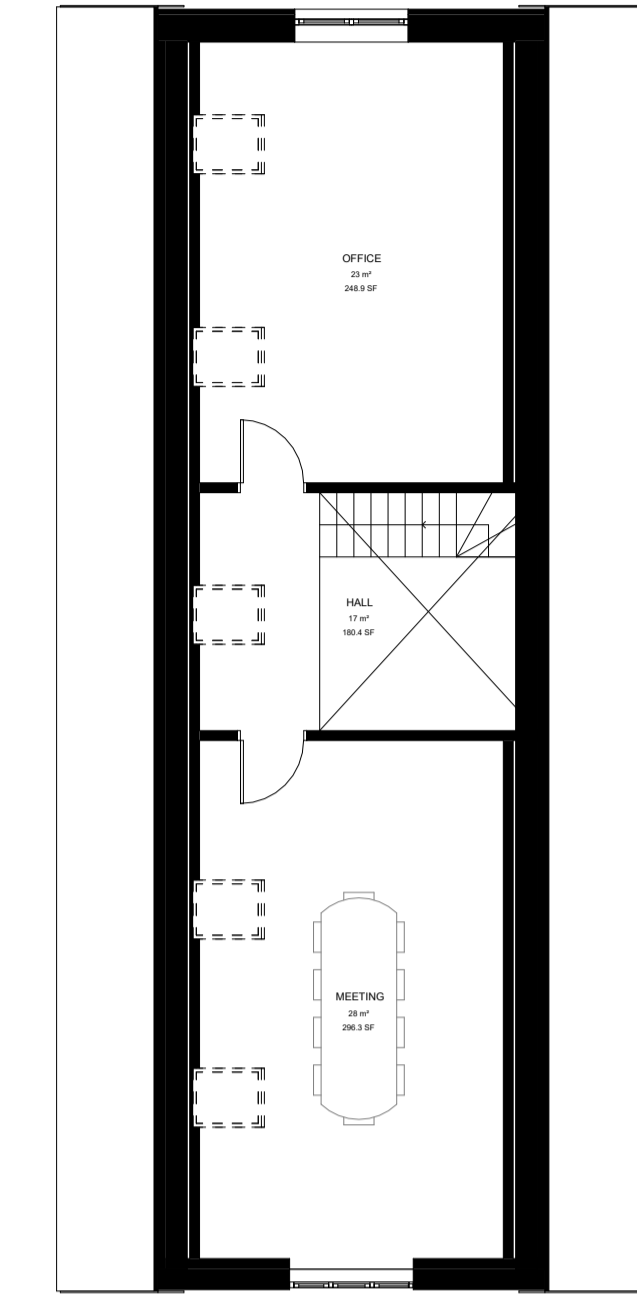 OFFICE
23 m²
248.9 SF
HALL
17 m²
180.4 SF
MEETING
28 m²
296.3 SF